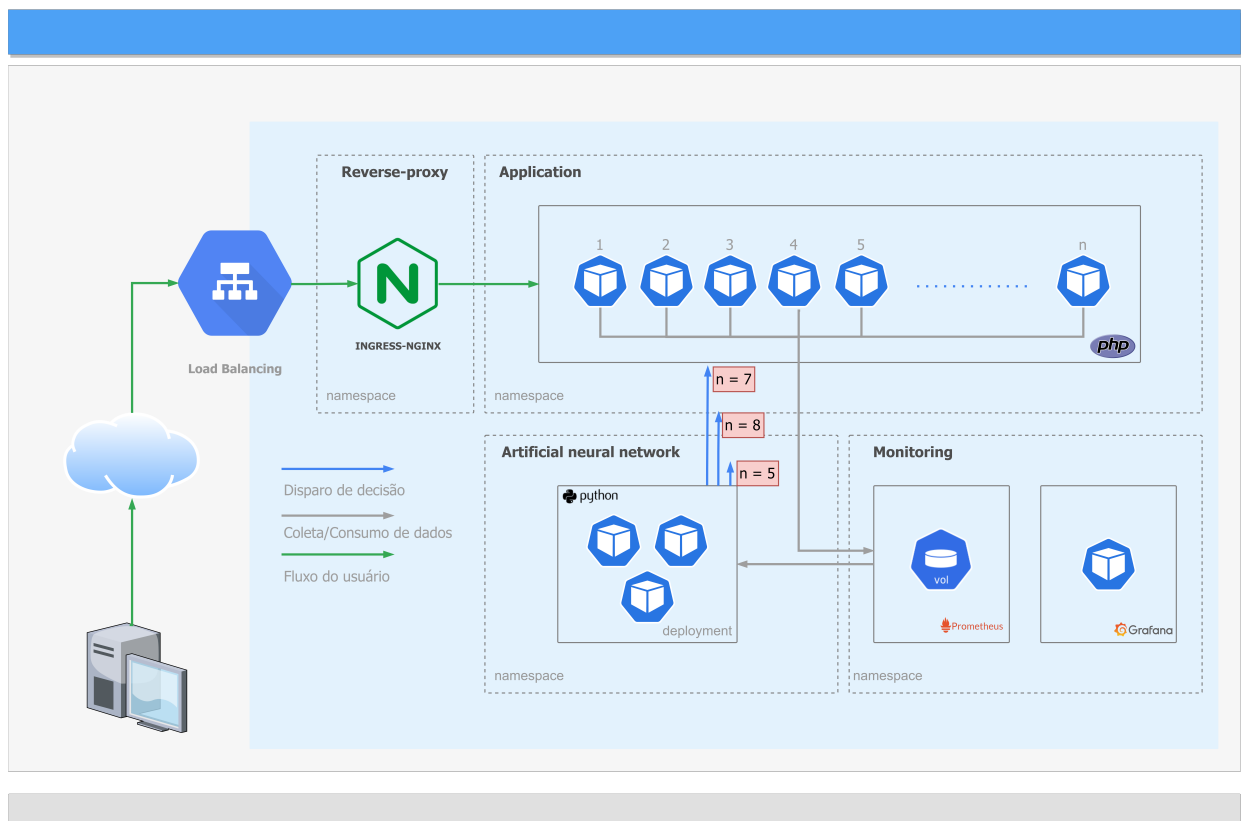 Reverse-proxy
Application
1 2 3 4 5 n
INGRESS-NGINX
php
Load Balancing
namespace
namespace
n = 7
n = 8
n = 5
Artificial neural network
Monitoring
Disparo de decisão
Coleta/Consumo de dados
Fluxo do usuário
python
deployment
namespace
vol
Prometheus
Grafana
namespace